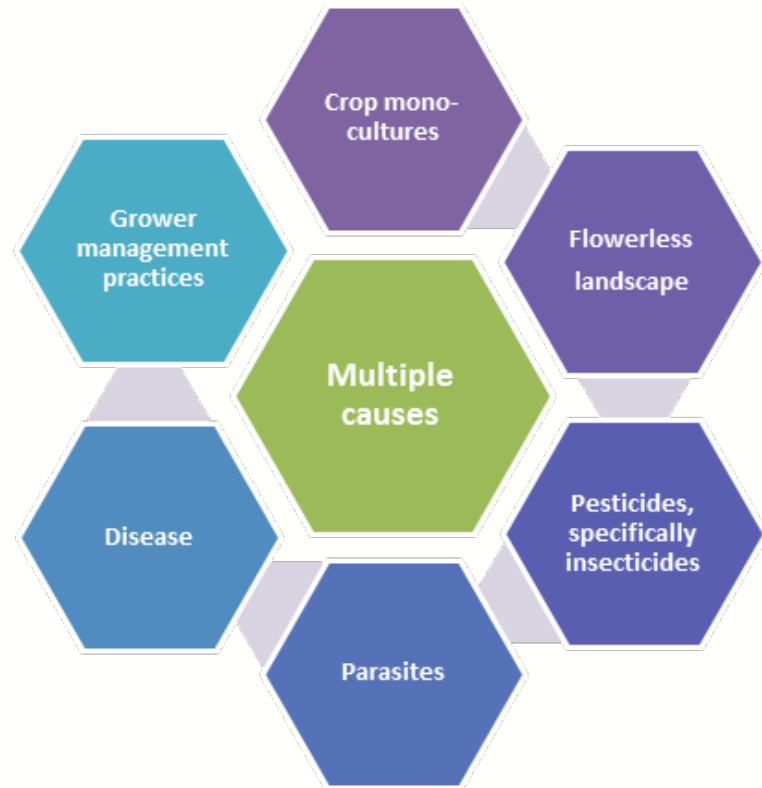 Crop mono-
cultures
Flowerless
landscape
Pesticides,
specifically
insecticides
Parasites
Disease
Grower
management
practices
Multiple
causes